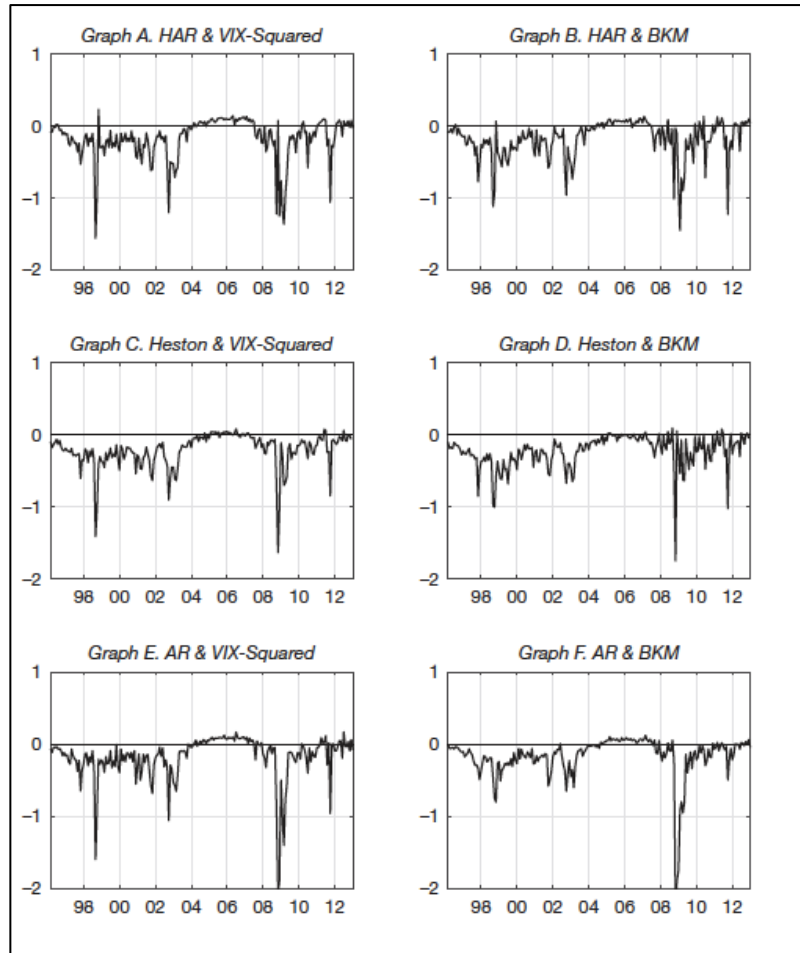 Graph A. HAR & VIX-Squared
1
0
–1
–2
98 00 02 04 06 08 10 12
Graph B. HAR & BKM
1
0
–1
–2
98 00 02 04 06 08 10 12
Graph C. Heston & VIX-Squared
1
0
–1
–2
98 00 02 04 06 08 10 12
Graph D. Heston & BKM
1
0
–1
–2
98 00 02 04 06 08 10 12
Graph E. AR & VIX-Squared
1
0
–1
–2
98 00 02 04 06 08 10 12
Graph F. AR & BKM
1
0
–1
–2
98 00 02 04 06 08 10 12